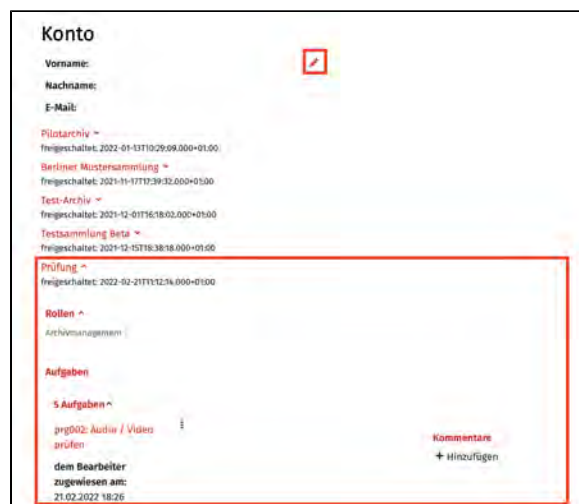 Konto
Vorname:
Nachname:
E-Mail:
Pilotarchiv
freigeschaltet: 2022-01-13T10:29:09.000+01:00
Berliner Mustersammlung
freigeschaltet: 2021-11-17T17:39:32.000+01:00
Test-Archiv
freigeschaltet: 2021-12-01T16:18:02.000+01:00
Testsammlung Beta
freigeschaltet: 2021-12-15T18:38:18.000+01:00
Prüfung
freigeschaltet: 2022-02-21T11:12:14.000+01:00
Rollen
Archivmanagement
Aufgaben
5 Aufgaben
prg002: Audio / Video
prüfen
Kommentare
+ Hinzufügen
dem Bearbeiter
zugewiesen am:
21.02.2022 18:26